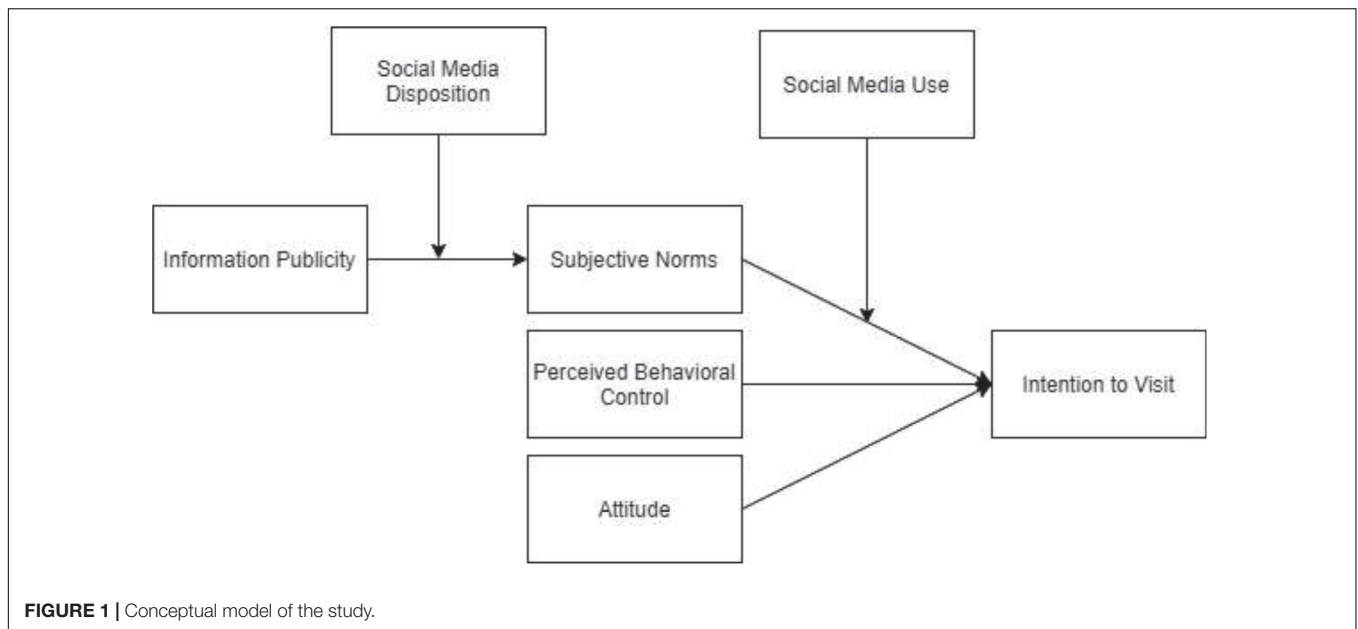 Social Media
Disposition
Social Media Use
Information Publicity
Subjective Norms
Perceived Behavioral
Control
Intention to Visit
Attitude
FIGURE 1 | Conceptual model of the study.